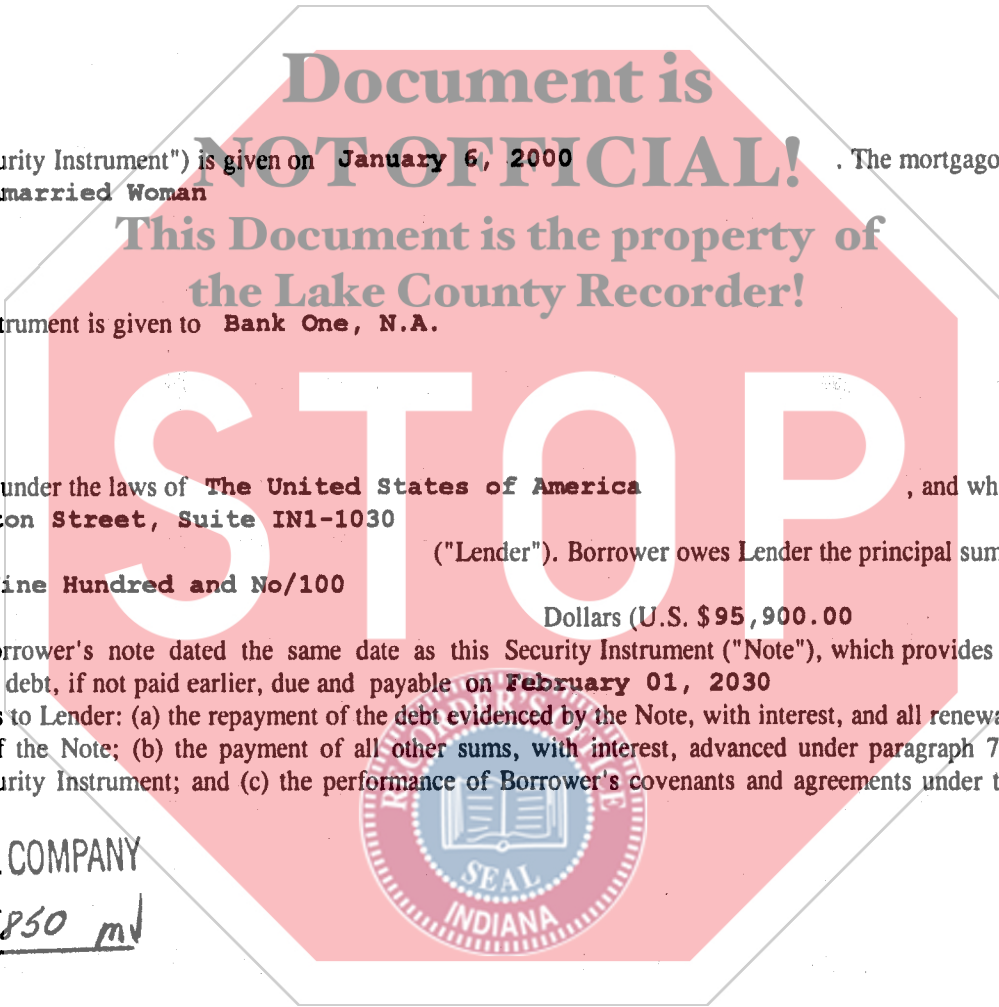 Document is
NOT OFFICIAL!
urity Instrument") is given on January 6, 2000 . The mortgago
married Woman
This Document is the property of
the Lake County Recorder!
trument is given to Bank One, N.A.
STOP
under the laws of The United States of America , and wh
on Street, Suite IN1-1030
("Lender"). Borrower owes Lender the principal sum
ine Hundred and No/100
Dollars (U.S. $95,900.00
orrower's note dated the same date as this Security Instrument ("Note"), which provides
debt, if not paid earlier, due and payable on February 01, 2030
s to Lender: (a) the repayment of the debt evidenced by the Note, with interest, and all renewa
f the Note; (b) the payment of all other sums, with interest, advanced under paragraph 7
urity Instrument; and (c) the performance of Borrower's covenants and agreements under t
RECORDER'S OFFICE
SEAL
INDIANA
COMPANY
850 m